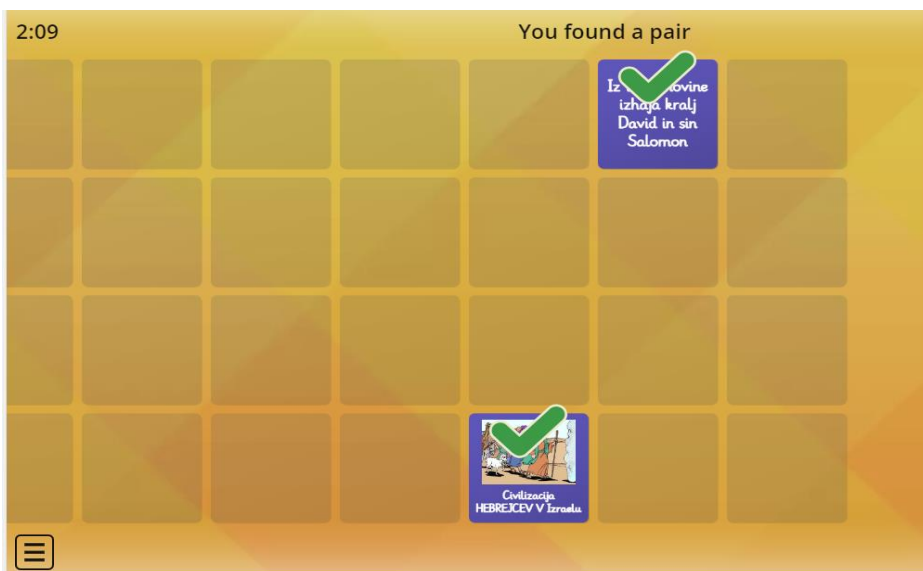 2:09
You found a pair
Iz
izhaja kralj
David in sin
Salomon
Civilizacija
HEBREJCEV V Izraelu